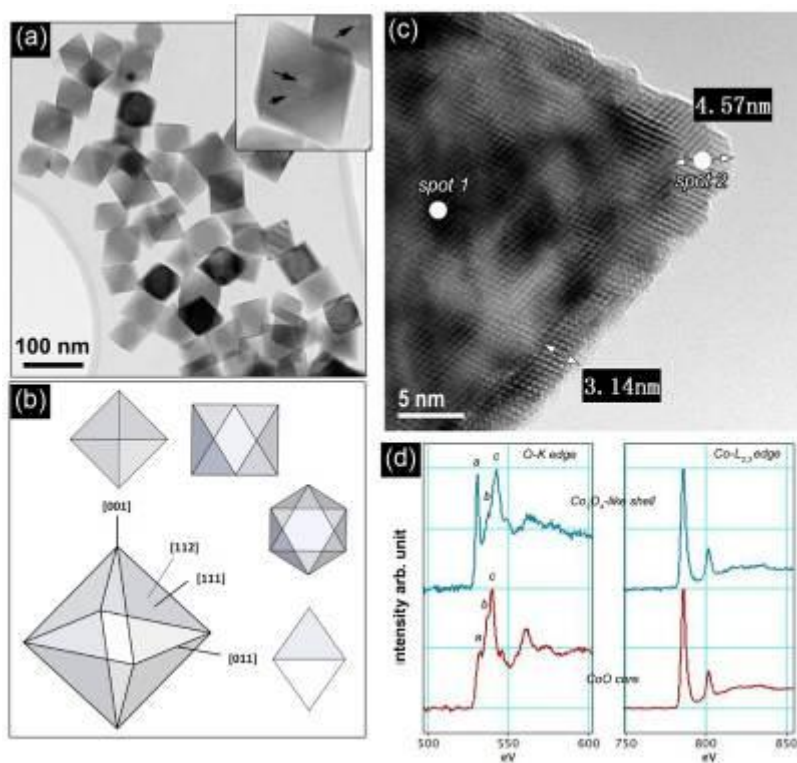 (a)
100 nm
(b)
[001]
[112]
[111]
[011]
(c)
4.57nm
spot 1
spot 2
3.14nm
5 nm
(d)
O-K edge
Co-L₂,₃ edge
a
b
c
Co₃O₄-like shell
a
b
c
CoO core
intensity arb. unit
500
550
600
eV
750
800
850
eV